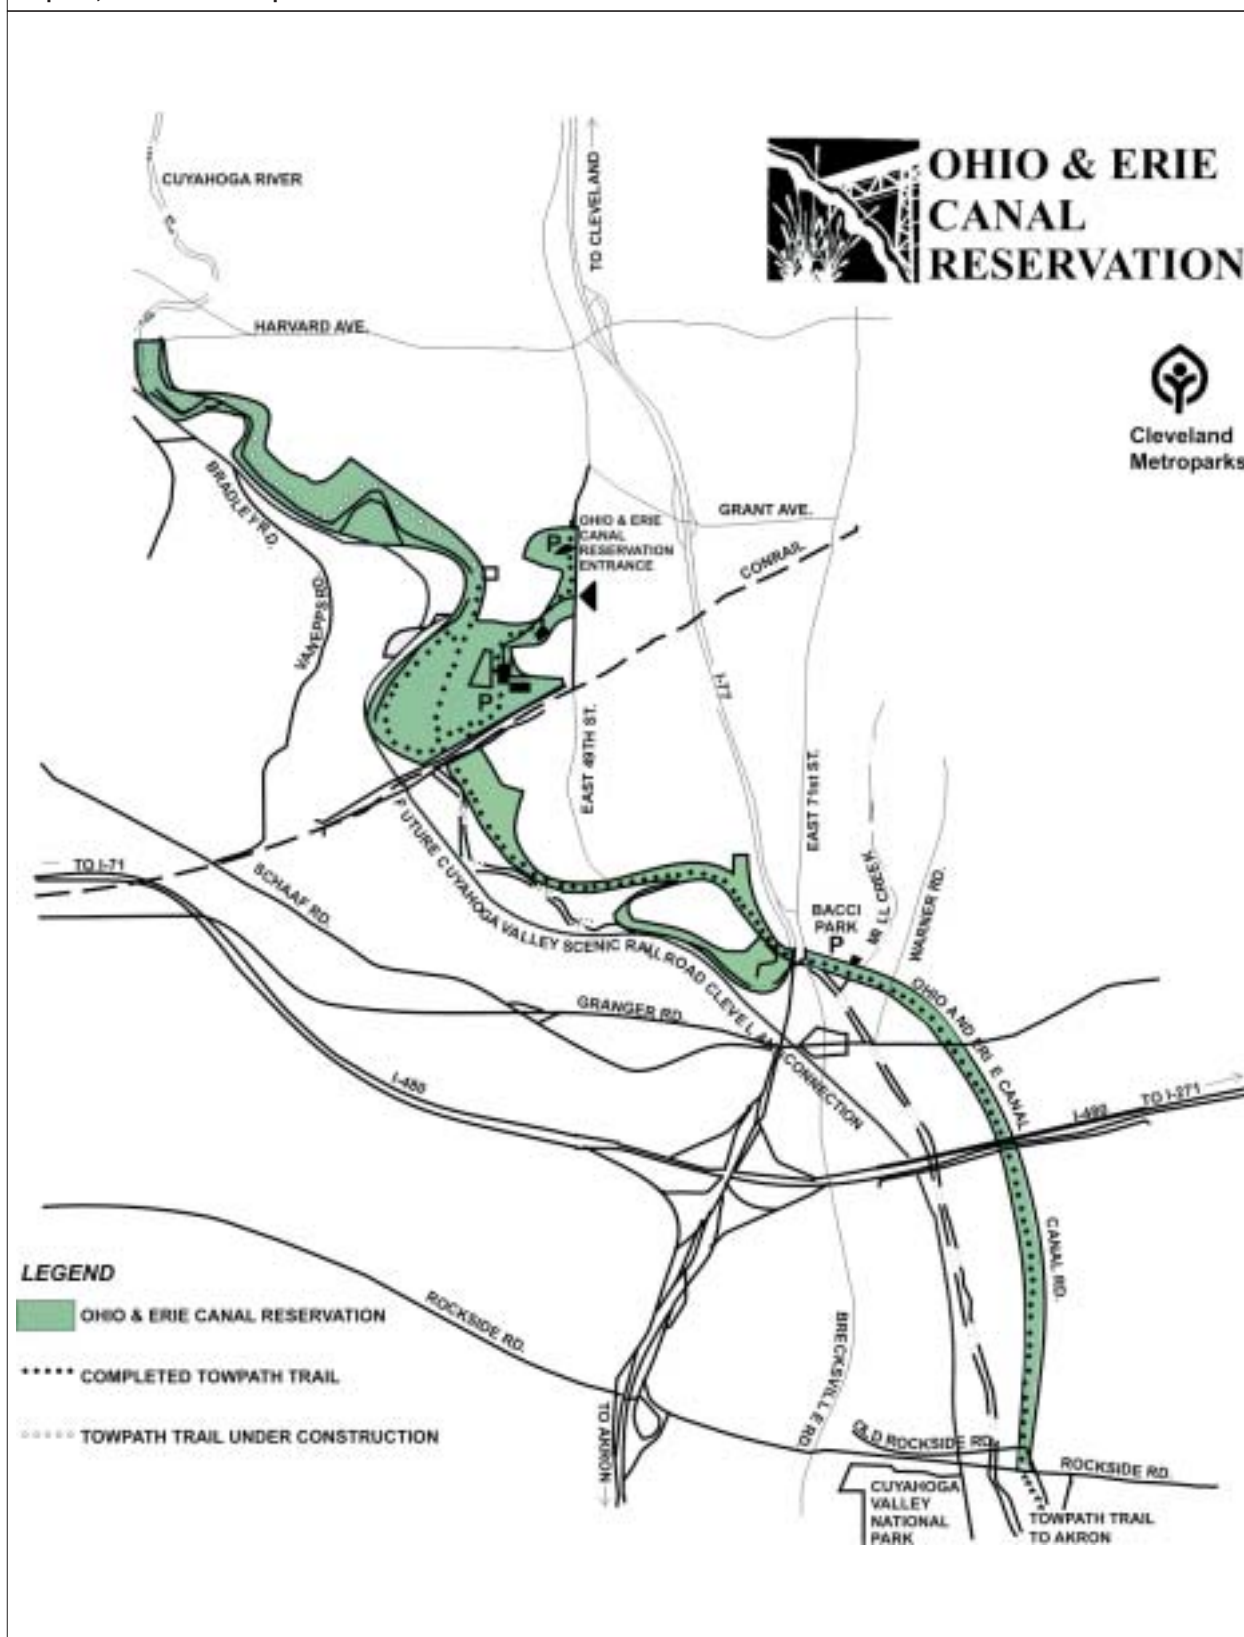 CUYAHOGA RIVER
TO CLEVELAND
OHIO & ERIE
CANAL
RESERVATION
HARVARD AVE.
Cleveland
Metroparks
BRADLEY RD.
GRANT AVE.
P
OHIO & ERIE
CANAL
RESERVATION
ENTRANCE
CONRAIL
VAN EPPS RD.
I-77
P
EAST 49TH ST.
EAST 71st ST.
FUTURE CUYAHOGA VALLEY SCENIC RAILROAD CLEVELAND CONNECTION
TO I-71
SCHAAF RD.
MILL CREEK
WARNER RD.
BACCI
PARK
P
OHIO AND ERIE CANAL
GRANGER RD.
I-480
I-480
TO I-271
CANAL RD.
LEGEND
OHIO & ERIE CANAL RESERVATION
COMPLETED TOWPATH TRAIL
TOWPATH TRAIL UNDER CONSTRUCTION
ROCKSIDE RD.
TO AKRON
BRECKSVILLE RD.
OLD ROCKSIDE RD.
ROCKSIDE RD.
CUYAHOGA
VALLEY
NATIONAL
PARK
TOWPATH TRAIL
TO AKRON